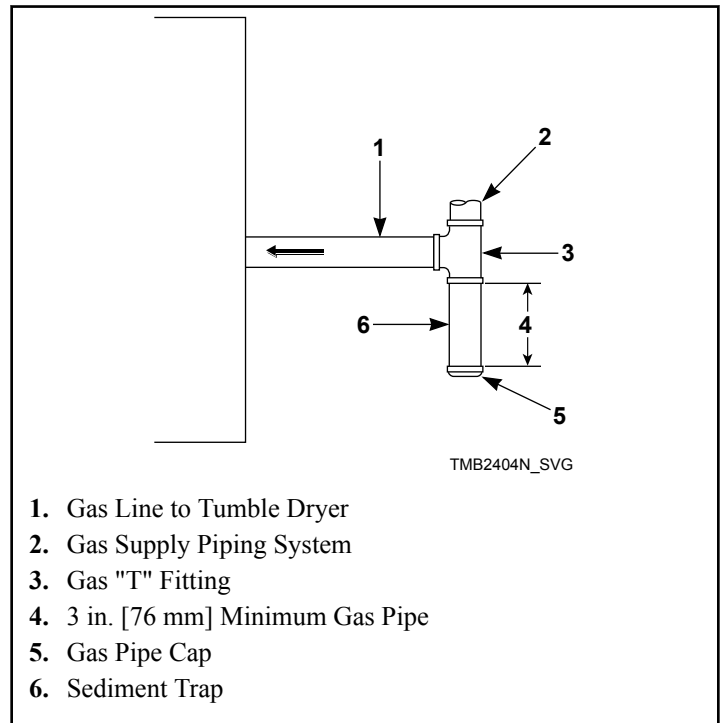 1
2
3
6
4
5
TMB2404N_SVG
1. Gas Line to Tumble Dryer
2. Gas Supply Piping System
3. Gas "T" Fitting
4. 3 in. [76 mm] Minimum Gas Pipe
5. Gas Pipe Cap
6. Sediment Trap